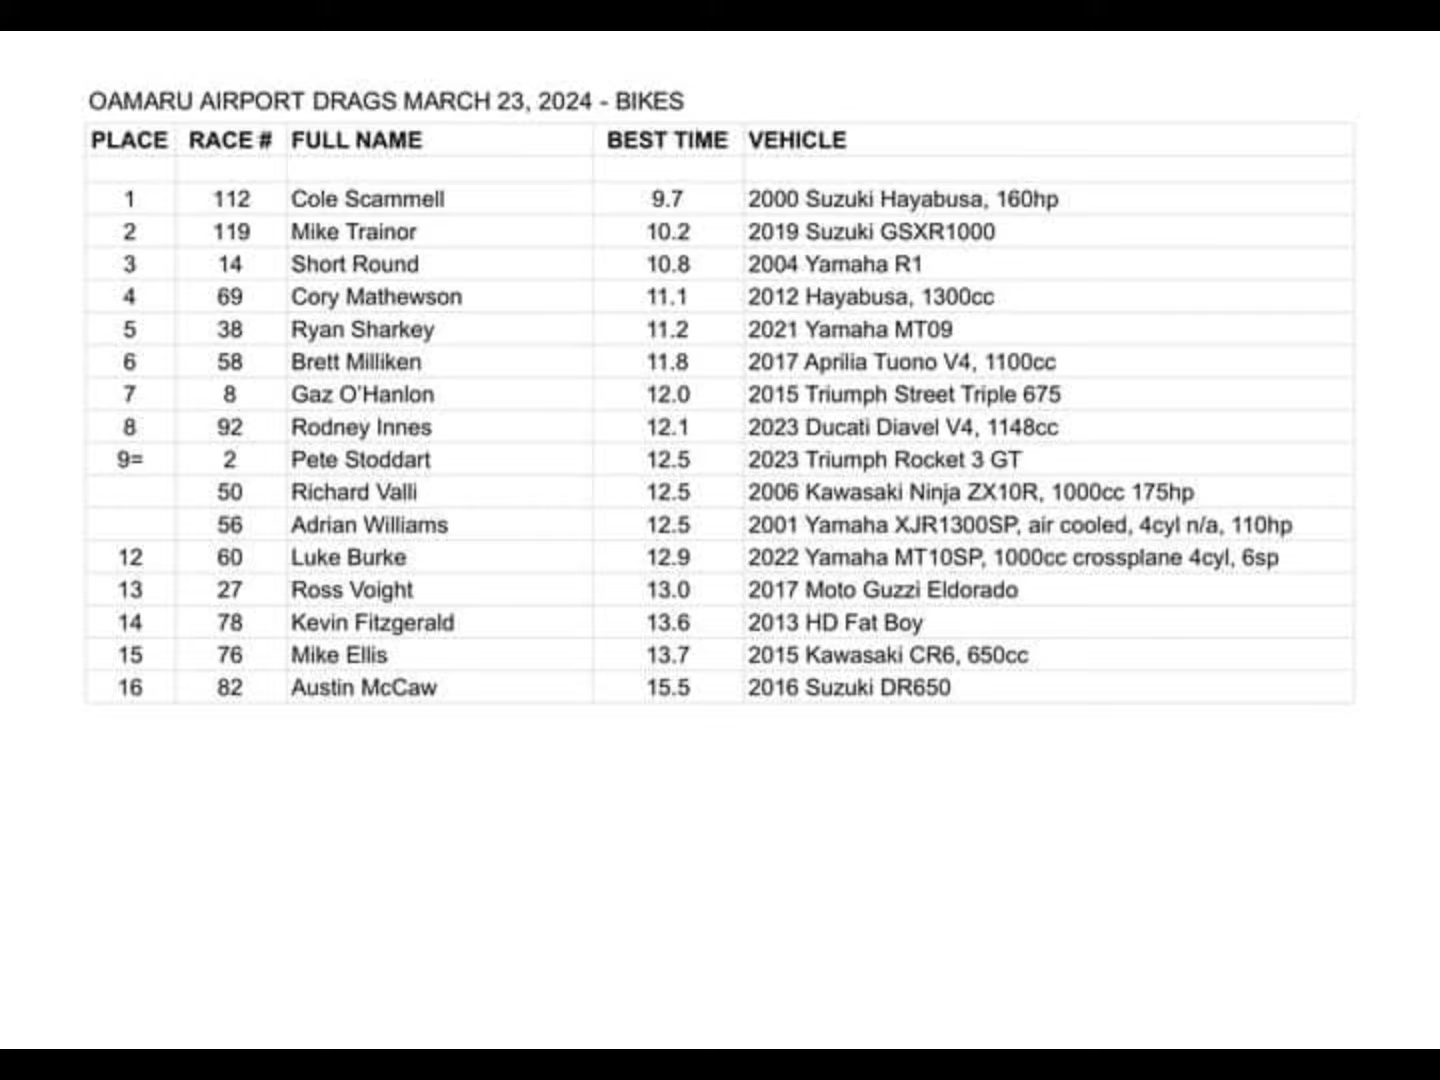 OAMARU AIRPORT DRAGS MARCH 23, 2024 - BIKES
PLACE RACE # FULL NAME BEST TIME VEHICLE
1 112 Cole Scammell 9.7 2000 Suzuki Hayabusa, 160hp
2 119 Mike Trainor 10.2 2019 Suzuki GSXR1000
3 14 Short Round 10.8 2004 Yamaha R1
4 69 Cory Mathewson 11.1 2012 Hayabusa, 1300cc
5 38 Ryan Sharkey 11.2 2021 Yamaha MT09
6 58 Brett Milliken 11.8 2017 Aprilia Tuono V4, 1100cc
7 8 Gaz O'Hanlon 12.0 2015 Triumph Street Triple 675
8 92 Rodney Innes 12.1 2023 Ducati Diavel V4, 1148cc
9= 2 Pete Stoddart 12.5 2023 Triumph Rocket 3 GT
50 Richard Valli 12.5 2006 Kawasaki Ninja ZX10R, 1000cc 175hp
56 Adrian Williams 12.5 2001 Yamaha XJR1300SP, air cooled, 4cyl n/a, 110hp
12 60 Luke Burke 12.9 2022 Yamaha MT10SP, 1000cc crossplane 4cyl, 6sp
13 27 Ross Voight 13.0 2017 Moto Guzzi Eldorado
14 78 Kevin Fitzgerald 13.6 2013 HD Fat Boy
15 76 Mike Ellis 13.7 2015 Kawasaki CR6, 650cc
16 82 Austin McCaw 15.5 2016 Suzuki DR650